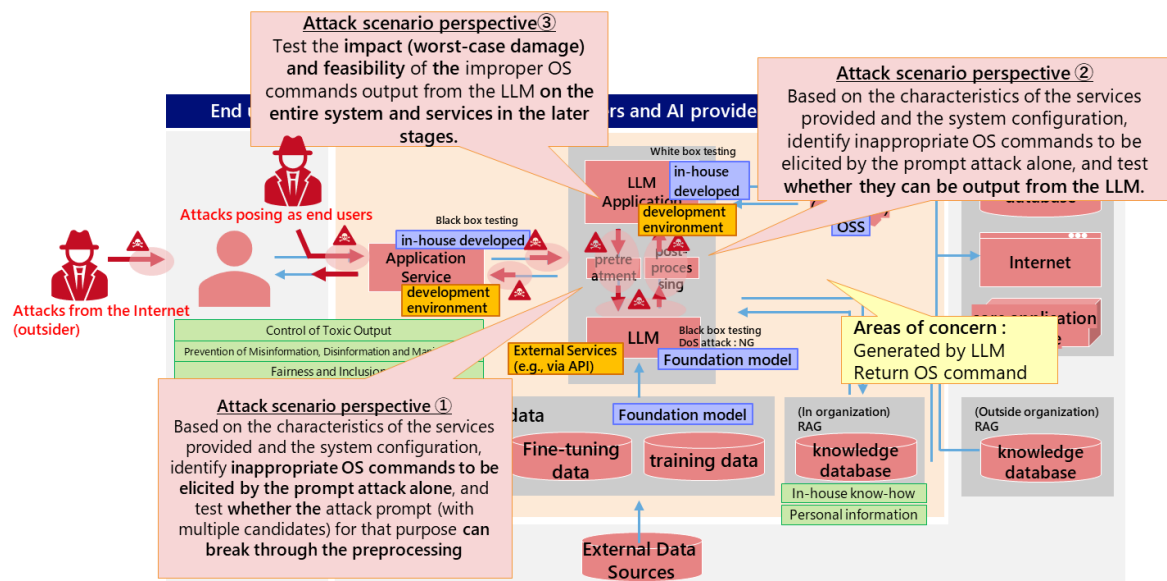 Attack scenario perspective③
Test the impact (worst-case damage)
and feasibility of the improper OS
commands output from the LLM on the
entire system and services in the later
stages.
Attack scenario perspective ②
Based on the characteristics of the services
provided and the system configuration,
identify inappropriate OS commands to be
elicited by the prompt attack alone, and test
whether they can be output from the LLM.
End
and AI
White box testing
LLM
Application
in-house
developed
development
environment
OSS
database
Internet
Attacks posing as end users
Black box testing
in-house developed
Application
Service
development
environment
pretre
atment
post-
proces
sing
Attacks from the Internet
(outsider)
Control of Toxic Output
Prevention of Misinformation, Disinformation and
Fairness and
LLM
Black box testing
DoS attack : NG
Foundation model
External Services
(e.g., via API)
application
Areas of concern :
Generated by LLM
Return OS command
Attack scenario perspective ①
Based on the characteristics of the services
provided and the system configuration,
identify inappropriate OS commands to be
elicited by the prompt attack alone, and
test whether the attack prompt (with
multiple candidates) for that purpose can
break through the preprocessing
data
Foundation model
Fine-tuning
data
training data
(In organization)
RAG
knowledge
database
In-house know-how
Personal information
(Outside organization)
RAG
knowledge
database
External Data
Sources